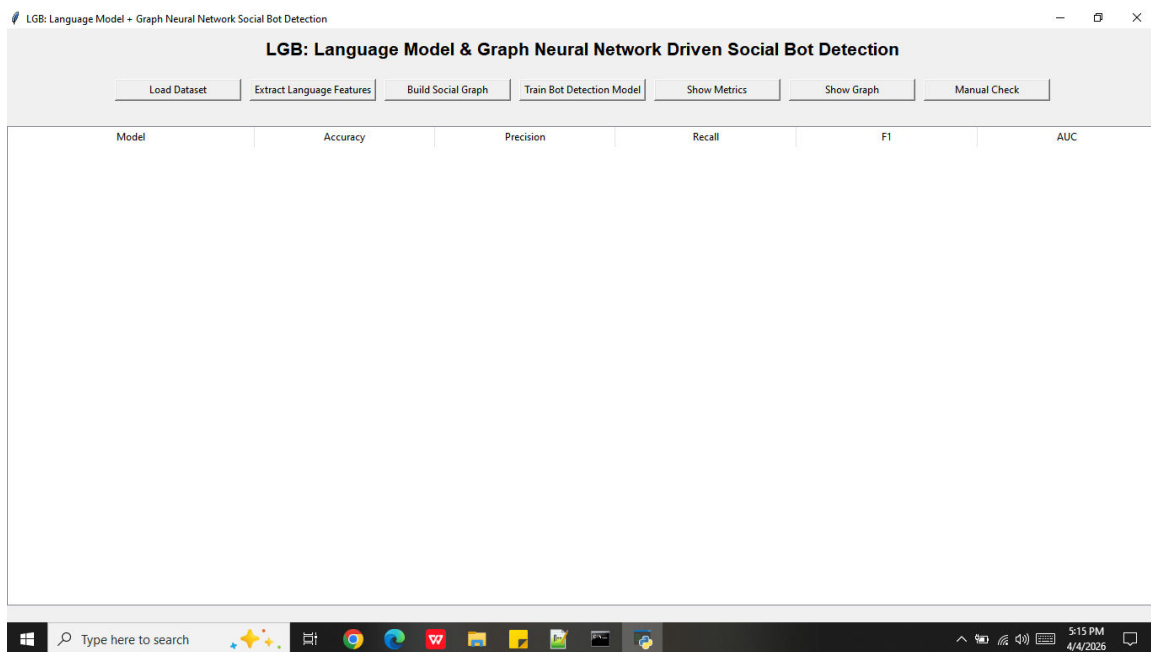 LGB: Language Model + Graph Neural Network Social Bot Detection
LGB: Language Model & Graph Neural Network Driven Social Bot Detection
Load Dataset Extract Language Features Build Social Graph Train Bot Detection Model Show Metrics Show Graph Manual Check
Model Accuracy Precision Recall F1 AUC
Type here to search
5:15 PM
4/4/2026